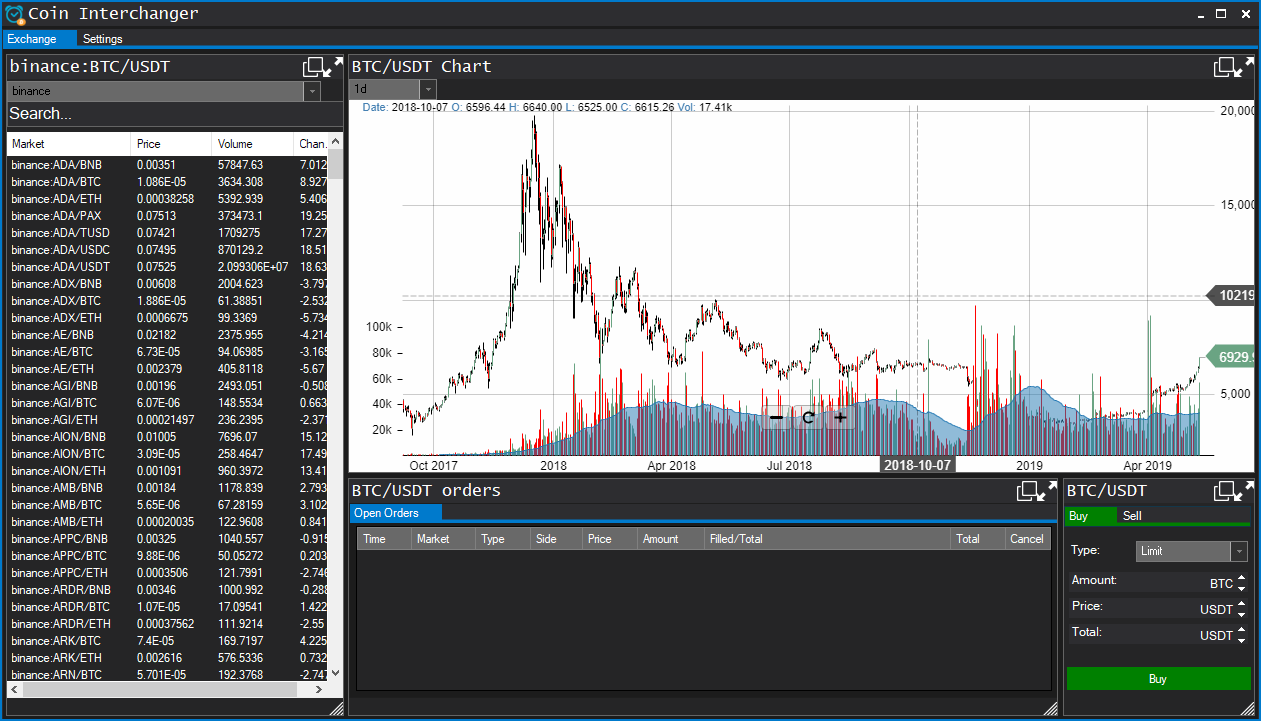 Coin Interchanger
Exchange Settings
binance:BTC/USDT
binance
Search...
Market Price Volume Chan.
binance:ADA/BNB 0.00351 57847.63 7.012
binance:ADA/BTC 1.086E-05 3634.308 8.927
binance:ADA/ETH 0.00038258 5392.939 5.406
binance:ADA/PAX 0.07513 373473.1 19.25
binance:ADA/TUSD 0.07421 1709275 17.27
binance:ADA/USDC 0.07495 870129.2 18.51
binance:ADA/USDT 0.07525 2.099306E+07 18.63
binance:ADX/BNB 0.00608 2004.623 -3.797
binance:ADX/BTC 1.886E-05 61.38851 -2.532
binance:ADX/ETH 0.0006675 99.3369 -5.734
binance:AE/BNB 0.02182 2375.955 -4.214
binance:AE/BTC 6.73E-05 94.06985 -3.165
binance:AE/ETH 0.002379 405.8118 -5.67
binance:AGI/BNB 0.00196 2493.051 -0.508
binance:AGI/BTC 6.07E-06 148.5534 0.663
binance:AGI/ETH 0.00021497 236.2395 -2.371
binance:AION/BNB 0.01005 7696.07 15.12
binance:AION/BTC 3.09E-05 258.4647 17.49
binance:AION/ETH 0.001091 960.3972 13.41
binance:AMB/BNB 0.00184 1178.839 2.793
binance:AMB/BTC 5.65E-06 67.28159 3.102
binance:AMB/ETH 0.00020035 122.9608 0.841
binance:APPC/BNB 0.00325 1040.557 -0.915
binance:APPC/BTC 9.88E-06 50.05272 0.203
binance:APPC/ETH 0.0003506 121.7991 -2.746
binance:ARDR/BNB 0.00346 1000.992 -0.288
binance:ARDR/BTC 1.07E-05 17.09541 1.422
binance:ARDR/ETH 0.00037562 111.9214 -2.55
binance:ARK/BTC 7.4E-05 169.7197 4.225
binance:ARK/ETH 0.002616 576.5336 0.732
binance:ARN/BTC 5.701E-05 192.3768 -2.747
BTC/USDT Chart
1d
Date: 2018-10-07 O: 6596.44 H: 6640.00 L: 6525.00 C: 6615.26 Vol: 17.41k
20,000
15,000
10219
100k
80k
6929.9
60k
5,000
40k
20k
Oct 2017 2018 Apr 2018 Jul 2018 2018-10-07 2019 Apr 2019
BTC/USDT orders
Open Orders
Time Market Type Side Price Amount Filled/Total Total Cancel
BTC/USDT
Buy Sell
Type: Limit
Amount: BTC
Price: USDT
Total: USDT
Buy